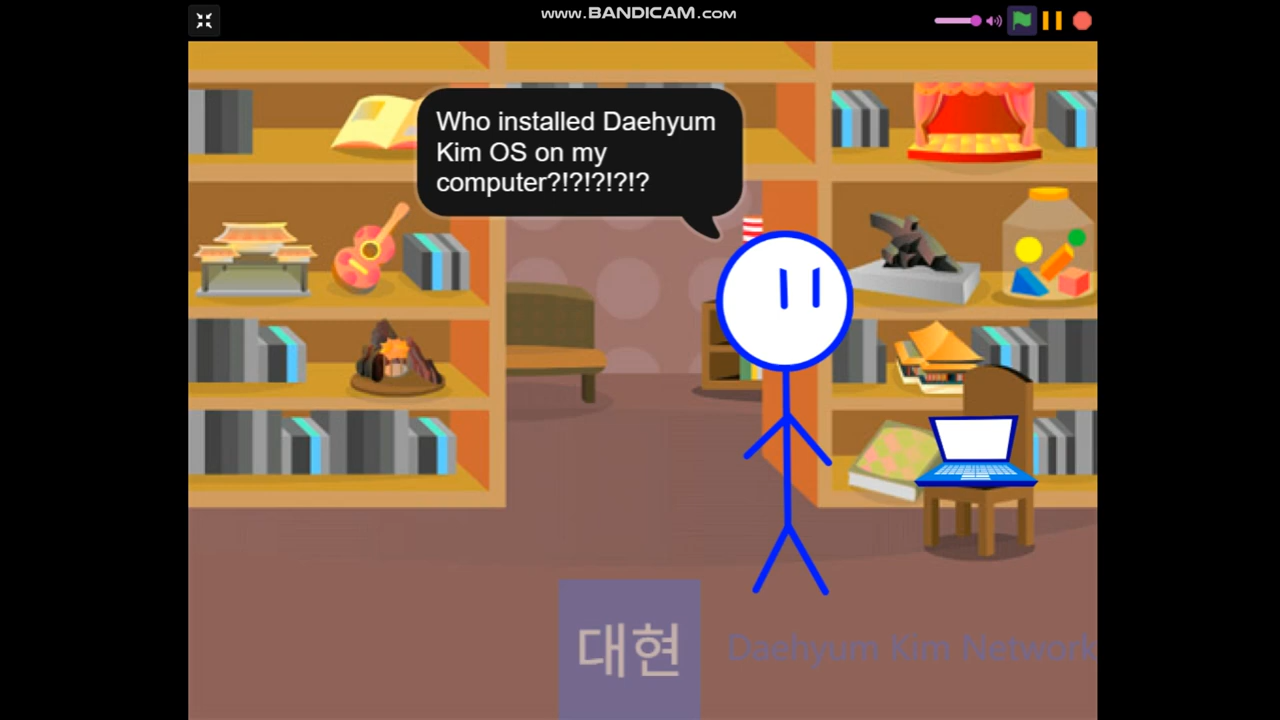 www.BANDICAM.com
Who installed Daehyum
Kim OS on my
computer?!?!?!?!?
대현
Daehyum Kim Network